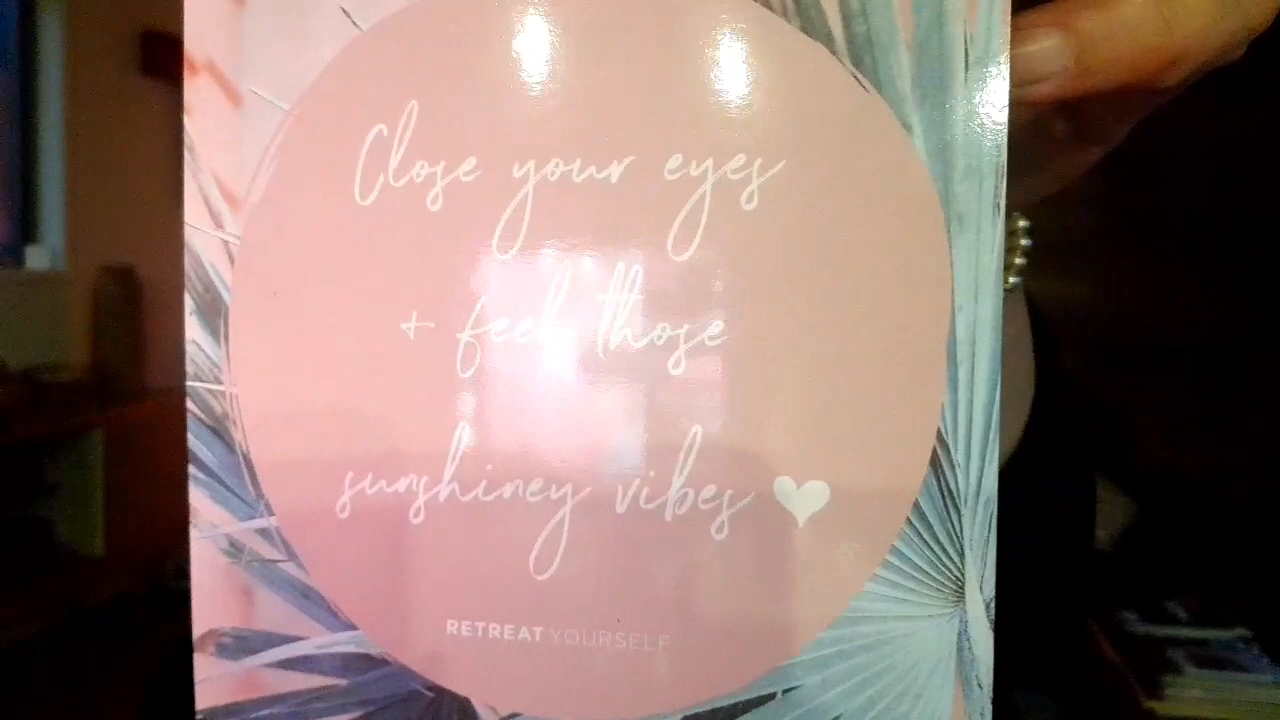 Close your eyes
+ feel those
sunshiney vibes
RETREAT YOURSELF